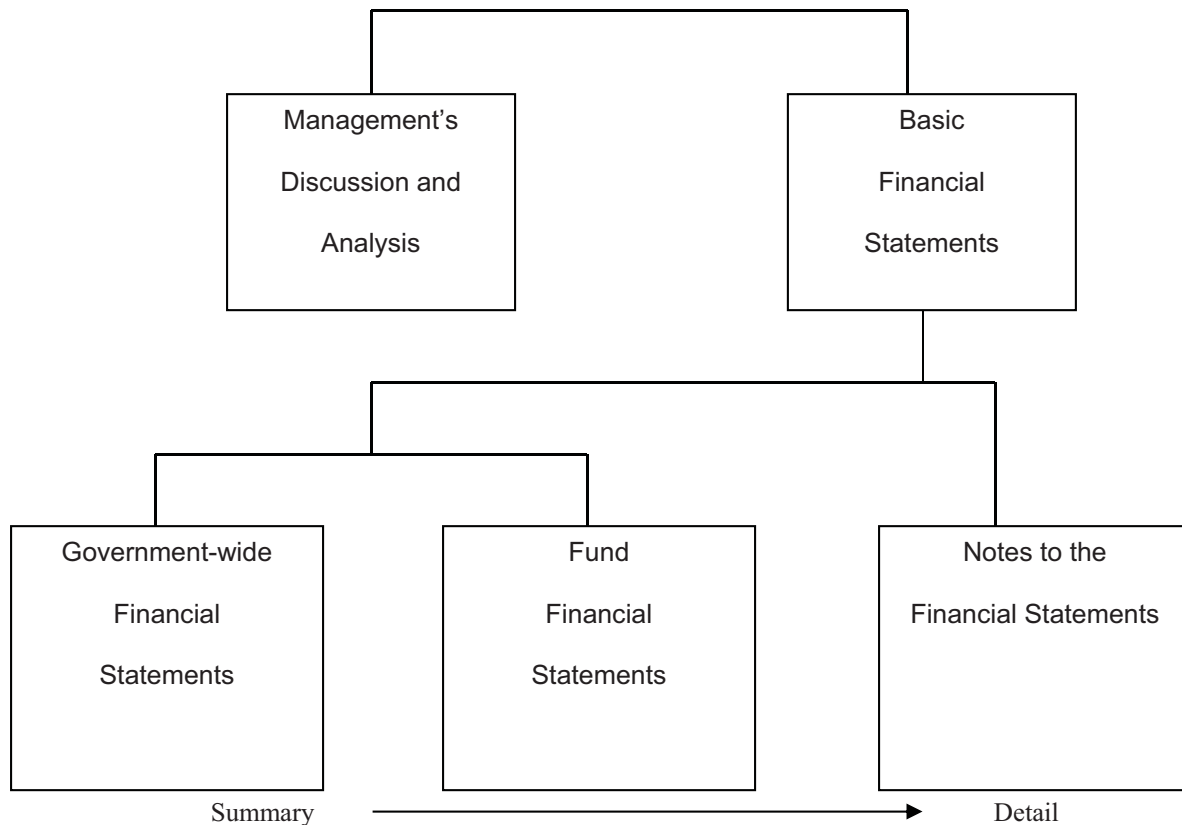 Management’s
Discussion and
Analysis
Basic
Financial
Statements
Government-wide
Financial
Statements
Fund
Financial
Statements
Notes to the
Financial Statements
Summary
Detail